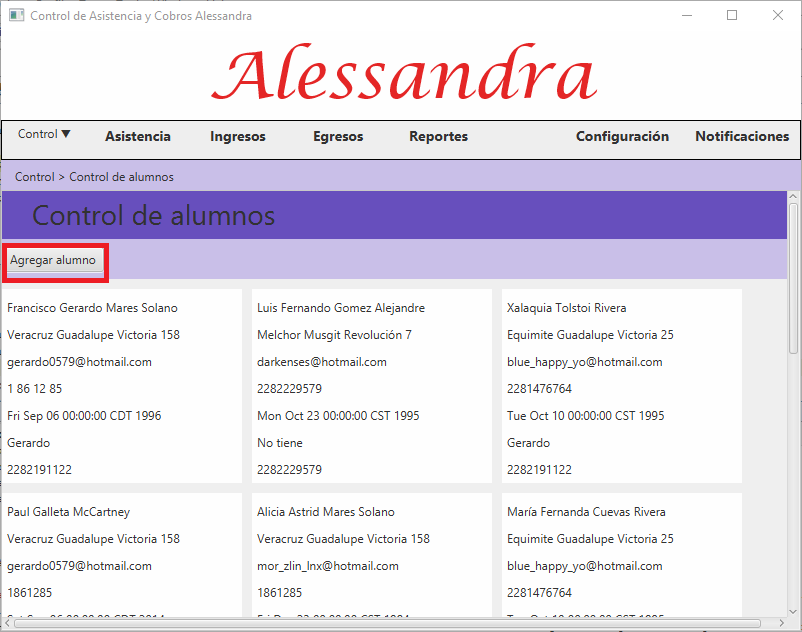 Control de Asistencia y Cobros Alessandra
Alessandra
Control ▼ Asistencia Ingresos Egresos Reportes Configuración Notificaciones
Control > Control de alumnos
Control de alumnos
Agregar alumno
Francisco Gerardo Mares Solano
Veracruz Guadalupe Victoria 158
gerardo0579@hotmail.com
1 86 12 85
Fri Sep 06 00:00:00 CDT 1996
Gerardo
2282191122
Luis Fernando Gomez Alejandre
Melchor Musgit Revolución 7
darkenses@hotmail.com
2282229579
Mon Oct 23 00:00:00 CST 1995
No tiene
2282229579
Xalaquia Tolstoi Rivera
Equimite Guadalupe Victoria 25
blue_happy_yo@hotmail.com
2281476764
Tue Oct 10 00:00:00 CST 1995
Gerardo
2282191122
Paul Galleta McCartney
Veracruz Guadalupe Victoria 158
gerardo0579@hotmail.com
1861285
Alicia Astrid Mares Solano
Veracruz Guadalupe Victoria 158
mor_zlin_lnx@hotmail.com
1861285
María Fernanda Cuevas Rivera
Equimite Guadalupe Victoria 25
blue_happy_yo@hotmail.com
2281476764